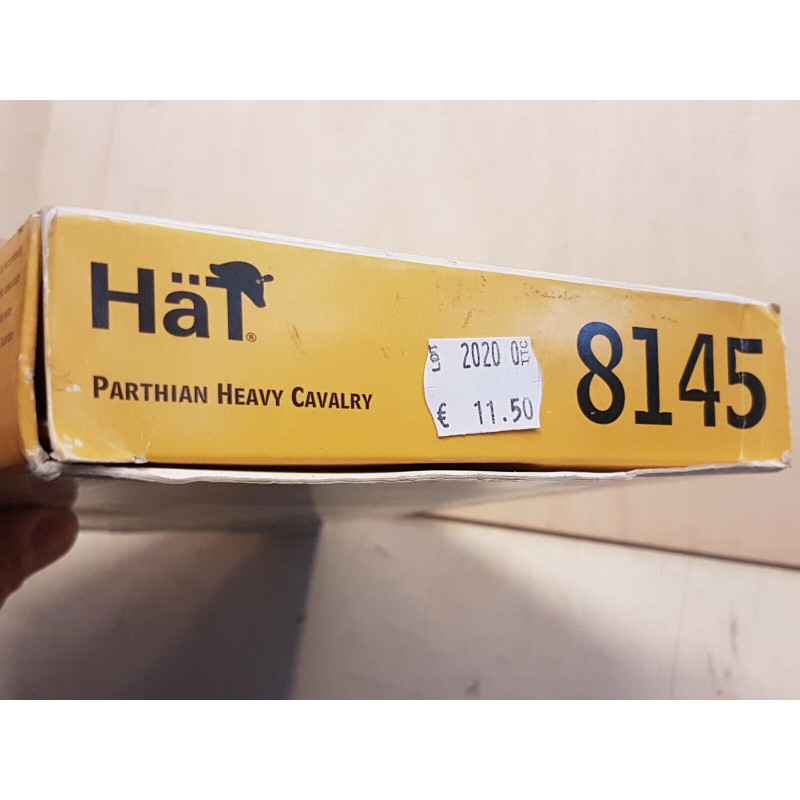 HäT®
PARTHIAN HEAVY CAVALRY
LOT 2020 0 TTC
€ 11.50
8145